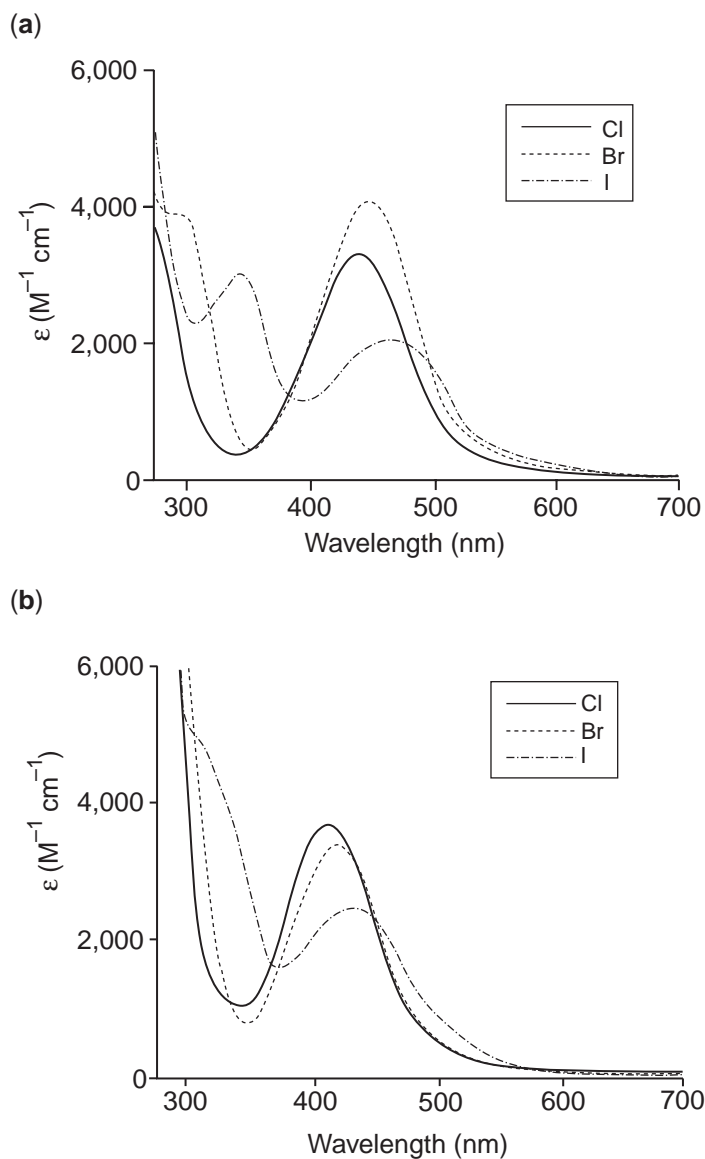 (a)
6,000
4,000
2,000
0
ε (M⁻¹ cm⁻¹)
Cl
Br
I
300 400 500 600 700
Wavelength (nm)
(b)
6,000
4,000
2,000
0
ε (M⁻¹ cm⁻¹)
Cl
Br
I
300 400 500 600 700
Wavelength (nm)